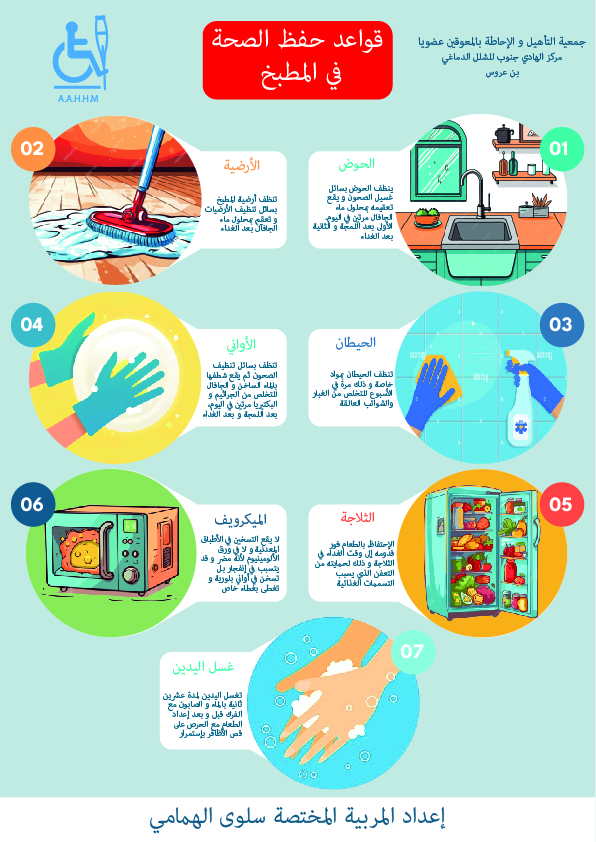 جمعية التأهيل و الإحاطة بالمعوقين عضويا
مركز الهادي جنوب للشلل الدماغي
بن عروس
قواعد حفظ الصحة
في المطبخ
A.A.H.H.M
01
الحوض
ينظف الحوض بسائل
غسيل الصحون و يقع
تعقيمه بمحلول ماء
الجافال مرتين في اليوم.
الأولى بعد اللمجة و الثانية
بعد الغداء
02
الأرضية
تنظف أرضية المطبخ
بسائل تنظيف الأرضيات
و تعقم بمحلول ماء
الجافال بعد الغداء
03
الحيطان
تنظف الحيطان بمواد
خاصة و ذلك مرة في
الأسبوع للتخلص من الغبار
والشوائب العالقة
04
الأواني
تنظف بسائل تنظيف
الصحون ثم يقع شطفها
بالماء الساخن و الجافال
للتخلص من الجراثيم و
البكتيريا مرتين في اليوم.
بعد اللمجة و بعد الغداء
05
الثلاجة
الإحتفاظ بالطعام فور
قدومه إلى وقت الغداء في
الثلاجة و ذلك لحمايته من
التعفن الذي يسبب
التسممات الغذائية
06
الميكرويف
لا يقع التسخين في الأطباق
المعدنية و لا في ورق
الألومينيوم لأنه مضر و قد
يتسبب في إنفجار بل
تسخن في أواني بلورية و
تغطى بغطاء خاص
07
غسل اليدين
تغسل اليدين لمدة عشرين
ثانية بالماء و الصابون مع
الفرك قبل و بعد إعداد
الطعام مع الحرص على
قص الأظافر بإستمرار
إعداد المربية المختصة سلوى الهمامي